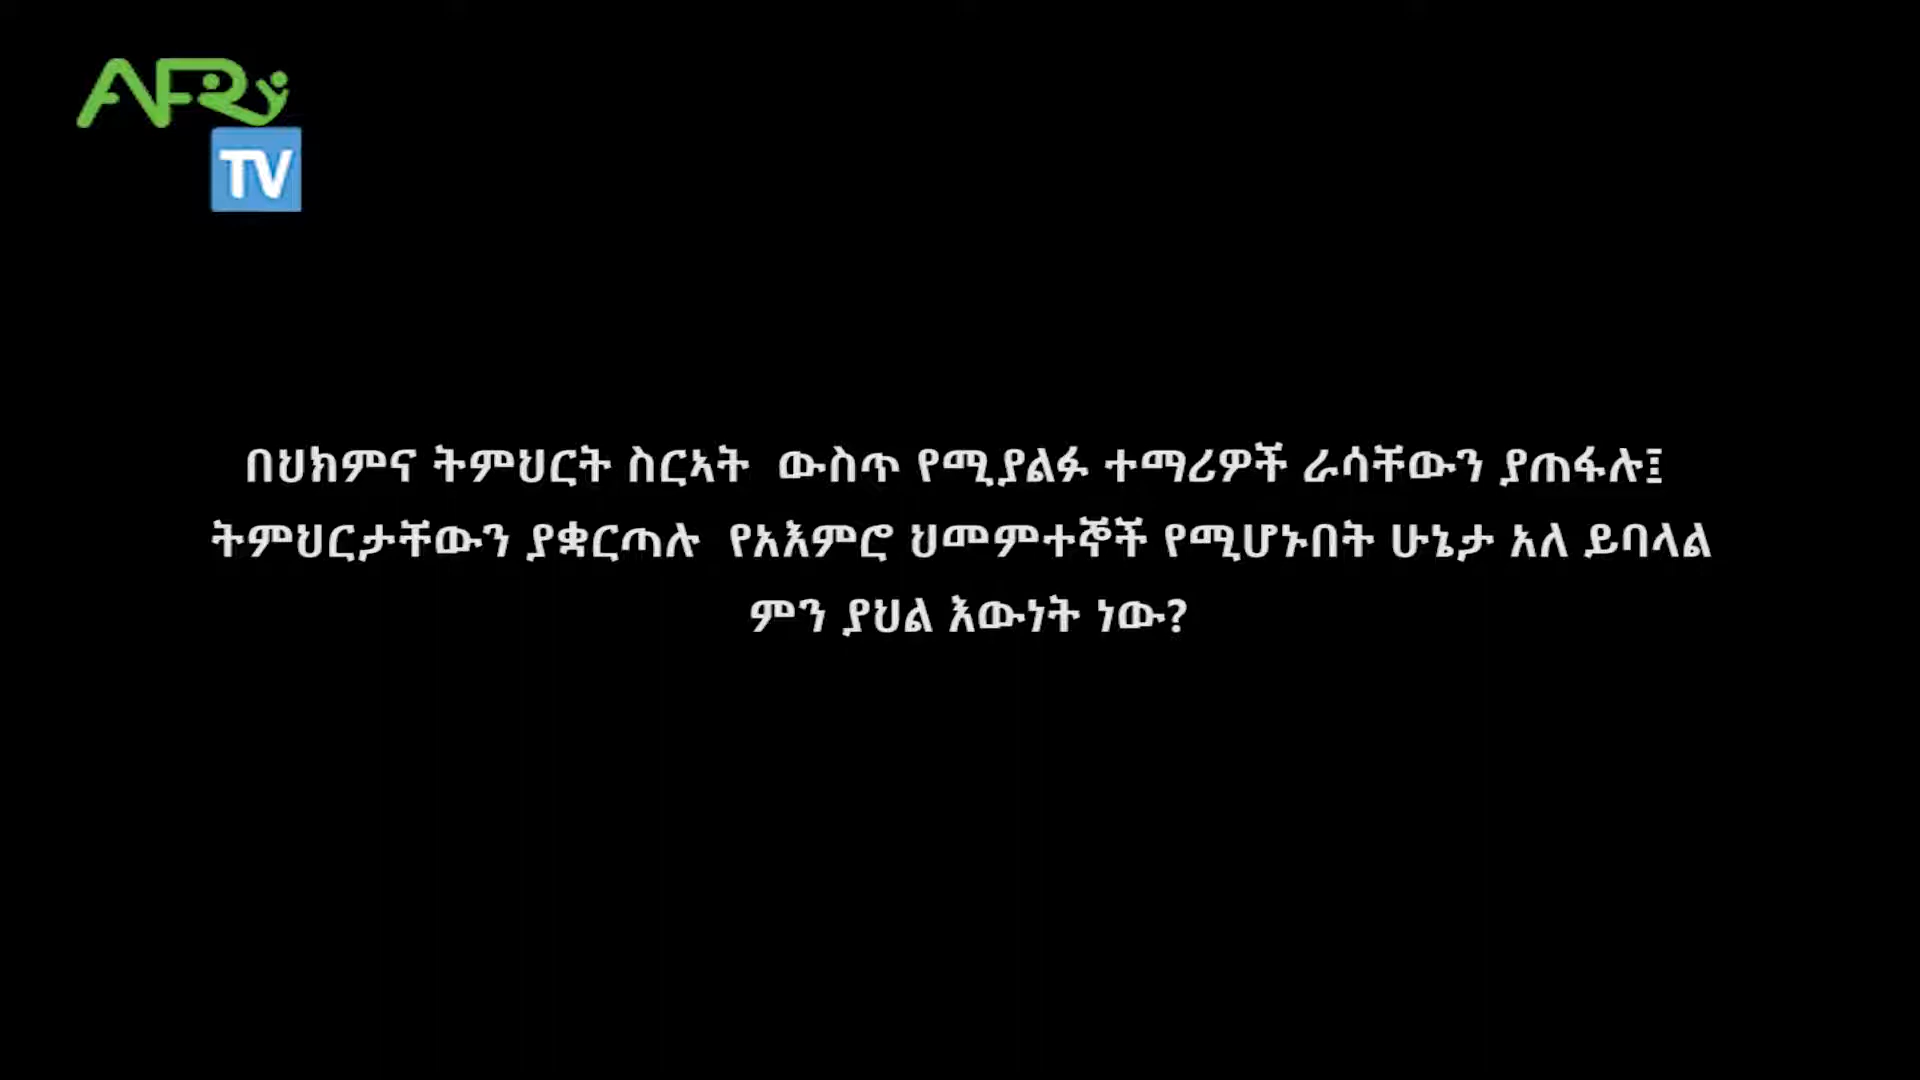 AFRI
TV
በህክምና ትምህርት ስርኣት ውስጥ የሚያልፉ ተማሪዎች ራሳቸውን ያጠፋሉ፤
ትምህርታቸውን ያቋርጣሉ የአእምሮ ህመምተኞች የሚሆኑበት ሁኔታ አለ ይባላል
ምን ያህል እውነት ነው?